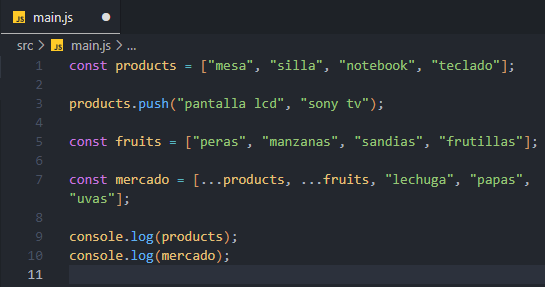 JS main.js
src > JS main.js > ...
1 const products = ["mesa", "silla", "notebook", "teclado"];
2
3 products.push("pantalla lcd", "sony tv");
4
5 const fruits = ["peras", "manzanas", "sandias", "frutillas"];
6
7 const mercado = [...products, ...fruits, "lechuga", "papas",
"uvas"];
8
9 console.log(products);
10 console.log(mercado);
11